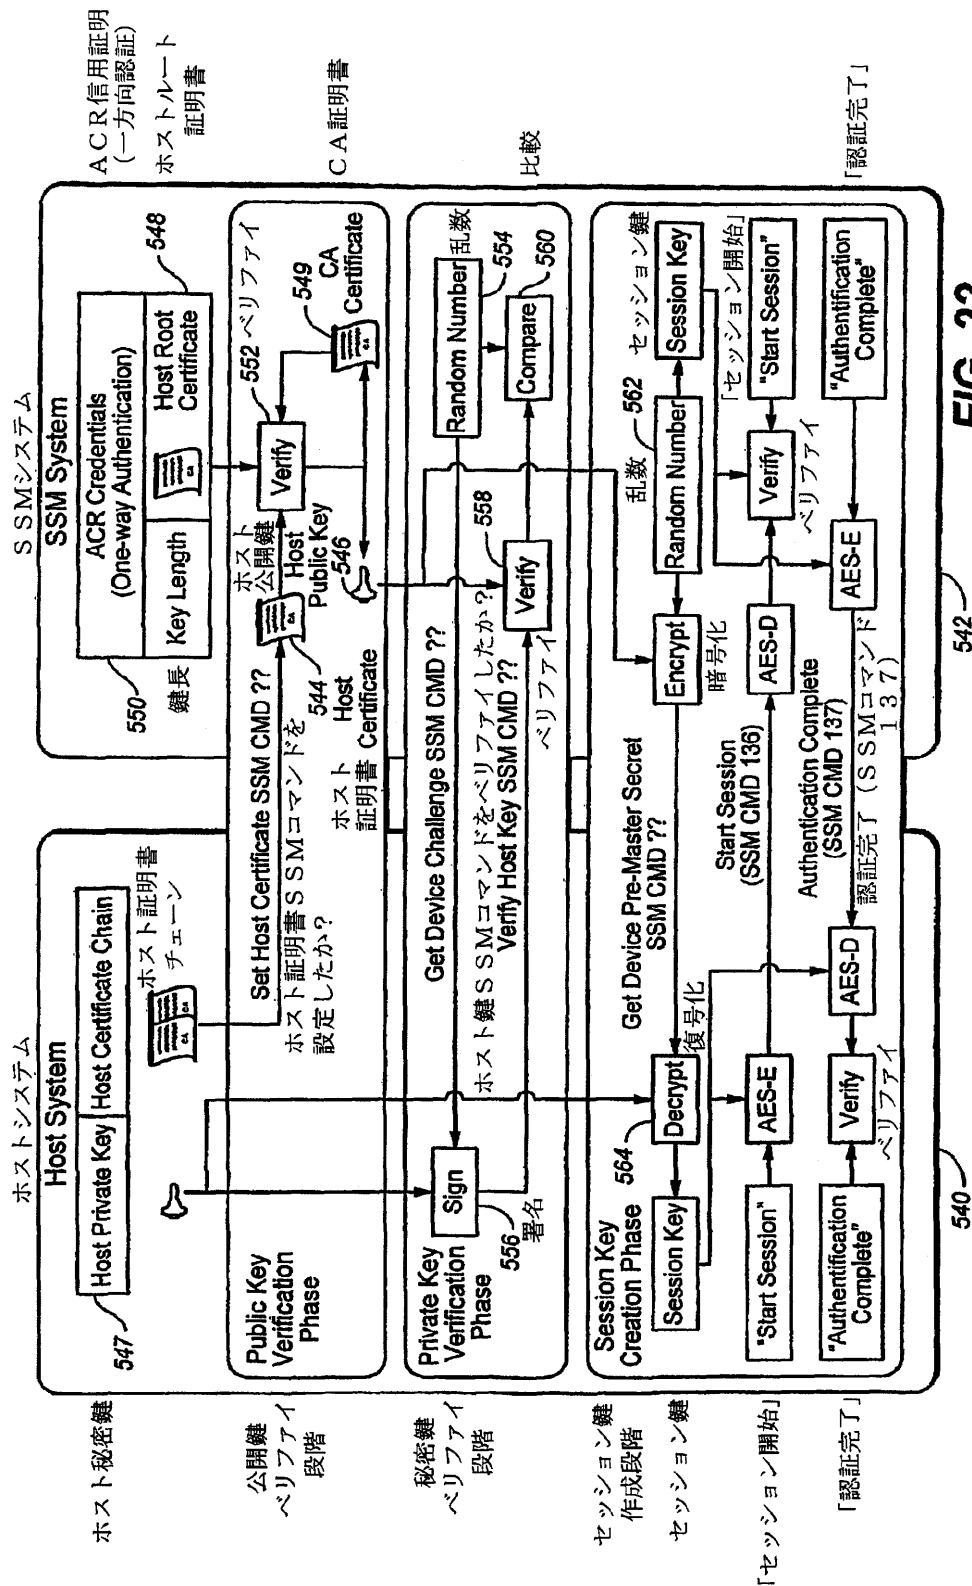 ホストシステム
Host System
ホスト秘密鍵
Host Private Key
Host Certificate Chain
ホスト証明書
チェーン
547
CA
ＳＳＭシステム
SSM System
ACR Credentials
(One-way Authentication)
ＡＣＲ信用証明
(一方向認証)
Key Length
鍵長
550
Host Root
Certificate
ホストルート
証明書
548
CA
公開鍵
ベリファイ
段階
Public Key
Verification
Phase
Set Host Certificate SSM CMD ??
ホスト証明書ＳＳＭコマンドを
設定したか？
CA
544
Host
Certificate
ホスト
証明書
ホスト
公開鍵
Host
Public Key
546
Verify
552
ベリファイ
CA
549
CA
Certificate
ＣＡ証明書
秘密鍵
ベリファイ
段階
Private Key
Verification
Phase
Sign
556
署名
Get Device Challenge SSM CMD ??
ホスト鍵ＳＳＭコマンドをベリファイしたか？
Verify Host Key SSM CMD ??
Verify
558
ベリファイ
Random Number
乱数
554
Compare
560
比較
セッション鍵
作成段階
Session Key
Creation Phase
564
Decrypt
復号化
Get Device Pre-Master Secret
SSM CMD ??
Encrypt
暗号化
乱数
562
Random Number
セッション鍵
Session Key
セッション鍵
Session Key
「セッション開始」
"Start Session"
AES-E
Start Session
(SSM CMD 136)
AES-D
Verify
ベリファイ
「セッション開始」
"Start Session"
「認証完了」
"Authentification
Complete"
Verify
ベリファイ
AES-D
Authentication Complete
(SSM CMD 137)
認証完了（ＳＳＭコマンド
１３７）
AES-E
"Authentification
Complete"
「認証完了」
540
542